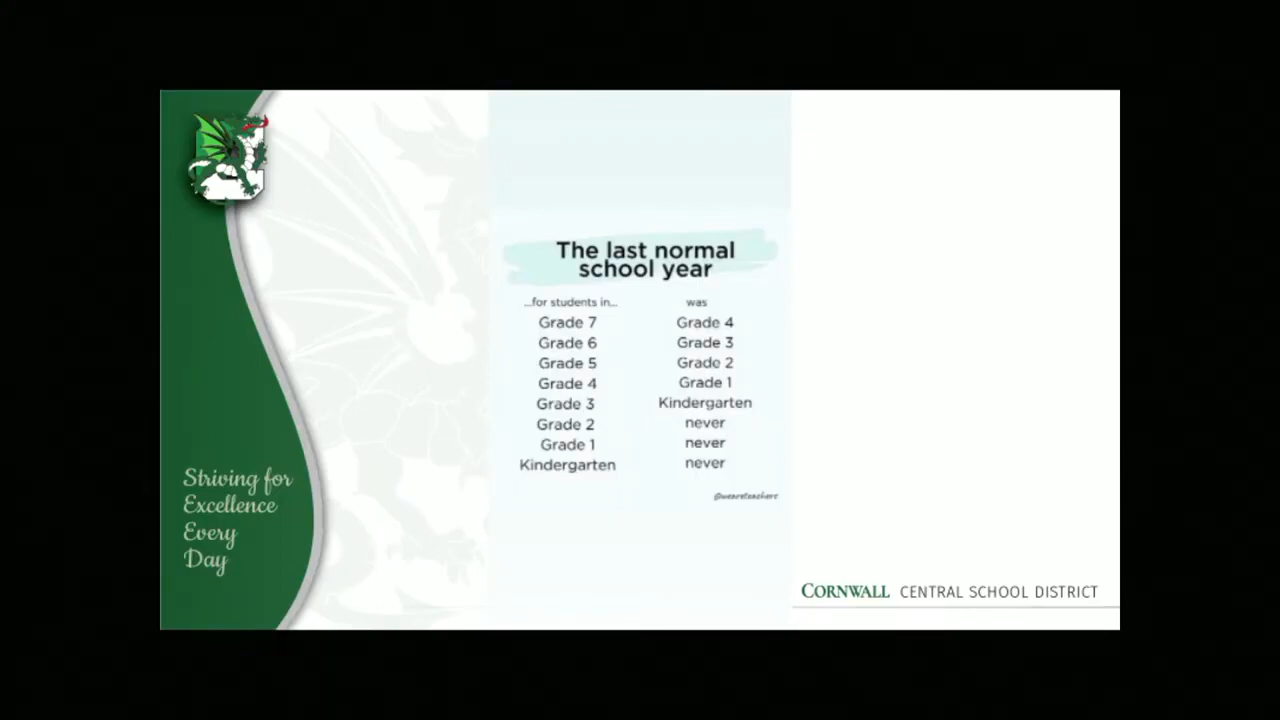 The last normal
school year
...for students in... was
Grade 7 Grade 4
Grade 6 Grade 3
Grade 5 Grade 2
Grade 4 Grade 1
Grade 3 Kindergarten
Grade 2 never
Grade 1 never
Kindergarten never
@weareteachers
Striving for
Excellence
Every
Day
CORNWALL CENTRAL SCHOOL DISTRICT